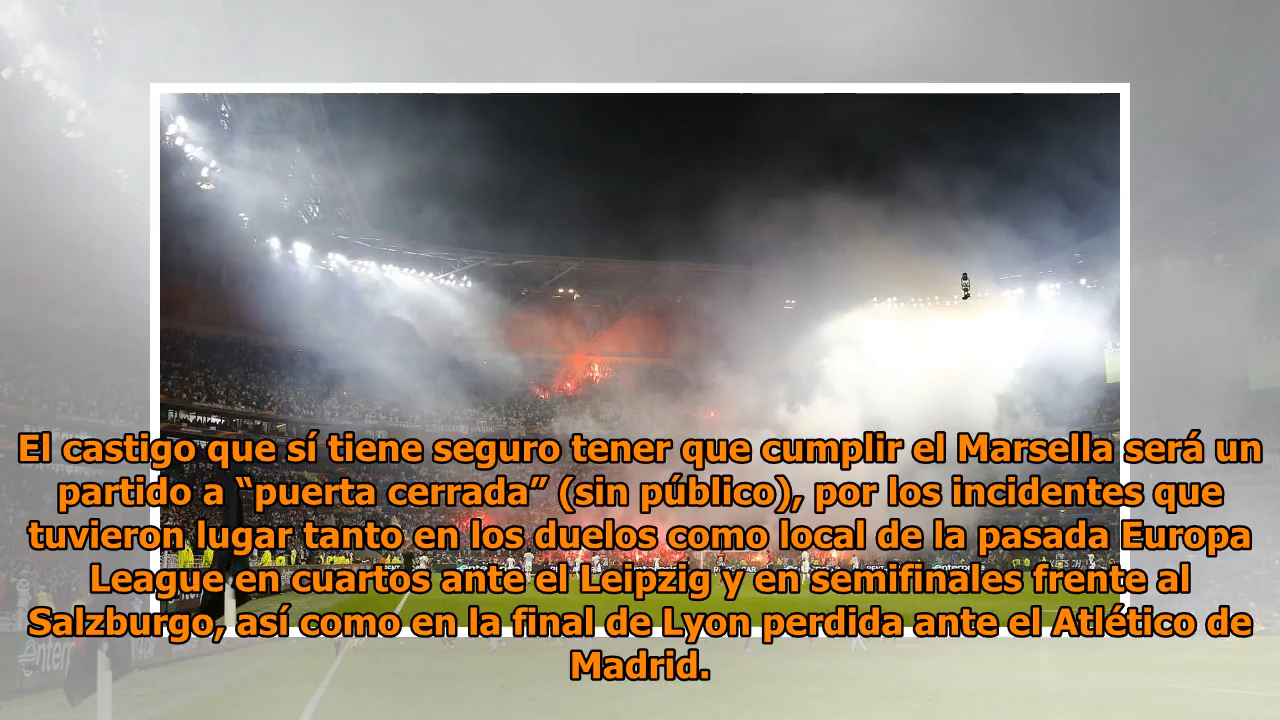 El castigo que sí tiene seguro tener que cumplir el Marsella será un
partido a “puerta cerrada” (sin público), por los incidentes que
tuvieron lugar tanto en los duelos como local de la pasada Europa
League en cuartos ante el Leipzig y en semifinales frente al
Salzburgo, así como en la final de Lyon perdida ante el Atlético de
Madrid.